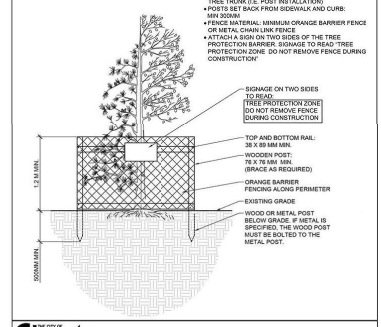 TREE TRUNK (I.E. POST INSTALLATION)
• POSTS SET BACK FROM SIDEWALK AND CURB:
MIN 300MM
• FENCE MATERIAL: MINIMUM ORANGE BARRIER FENCE
OR METAL CHAIN LINK FENCE
• ATTACH A SIGN ON TWO SIDES OF THE TREE
PROTECTION BARRIER. SIGNAGE TO READ "TREE
PROTECTION ZONE DO NOT REMOVE FENCE DURING
CONSTRUCTION"
SIGNAGE ON TWO SIDES
TO READ:
TREE PROTECTION ZONE
DO NOT REMOVE FENCE
DURING CONSTRUCTION
TOP AND BOTTOM RAIL:
38 X 89 MM MIN.
WOODEN POST:
76 X 76 MM MIN.
(BRACE AS REQUIRED)
ORANGE BARRIER
FENCING ALONG PERIMETER
EXISTING GRADE
WOOD OR METAL POST
BELOW GRADE. IF METAL IS
SPECIFIED, THE WOOD POST
MUST BE BOLTED TO THE
METAL POST.
1.2 M MIN.
500MM MIN.
THE CITY OF